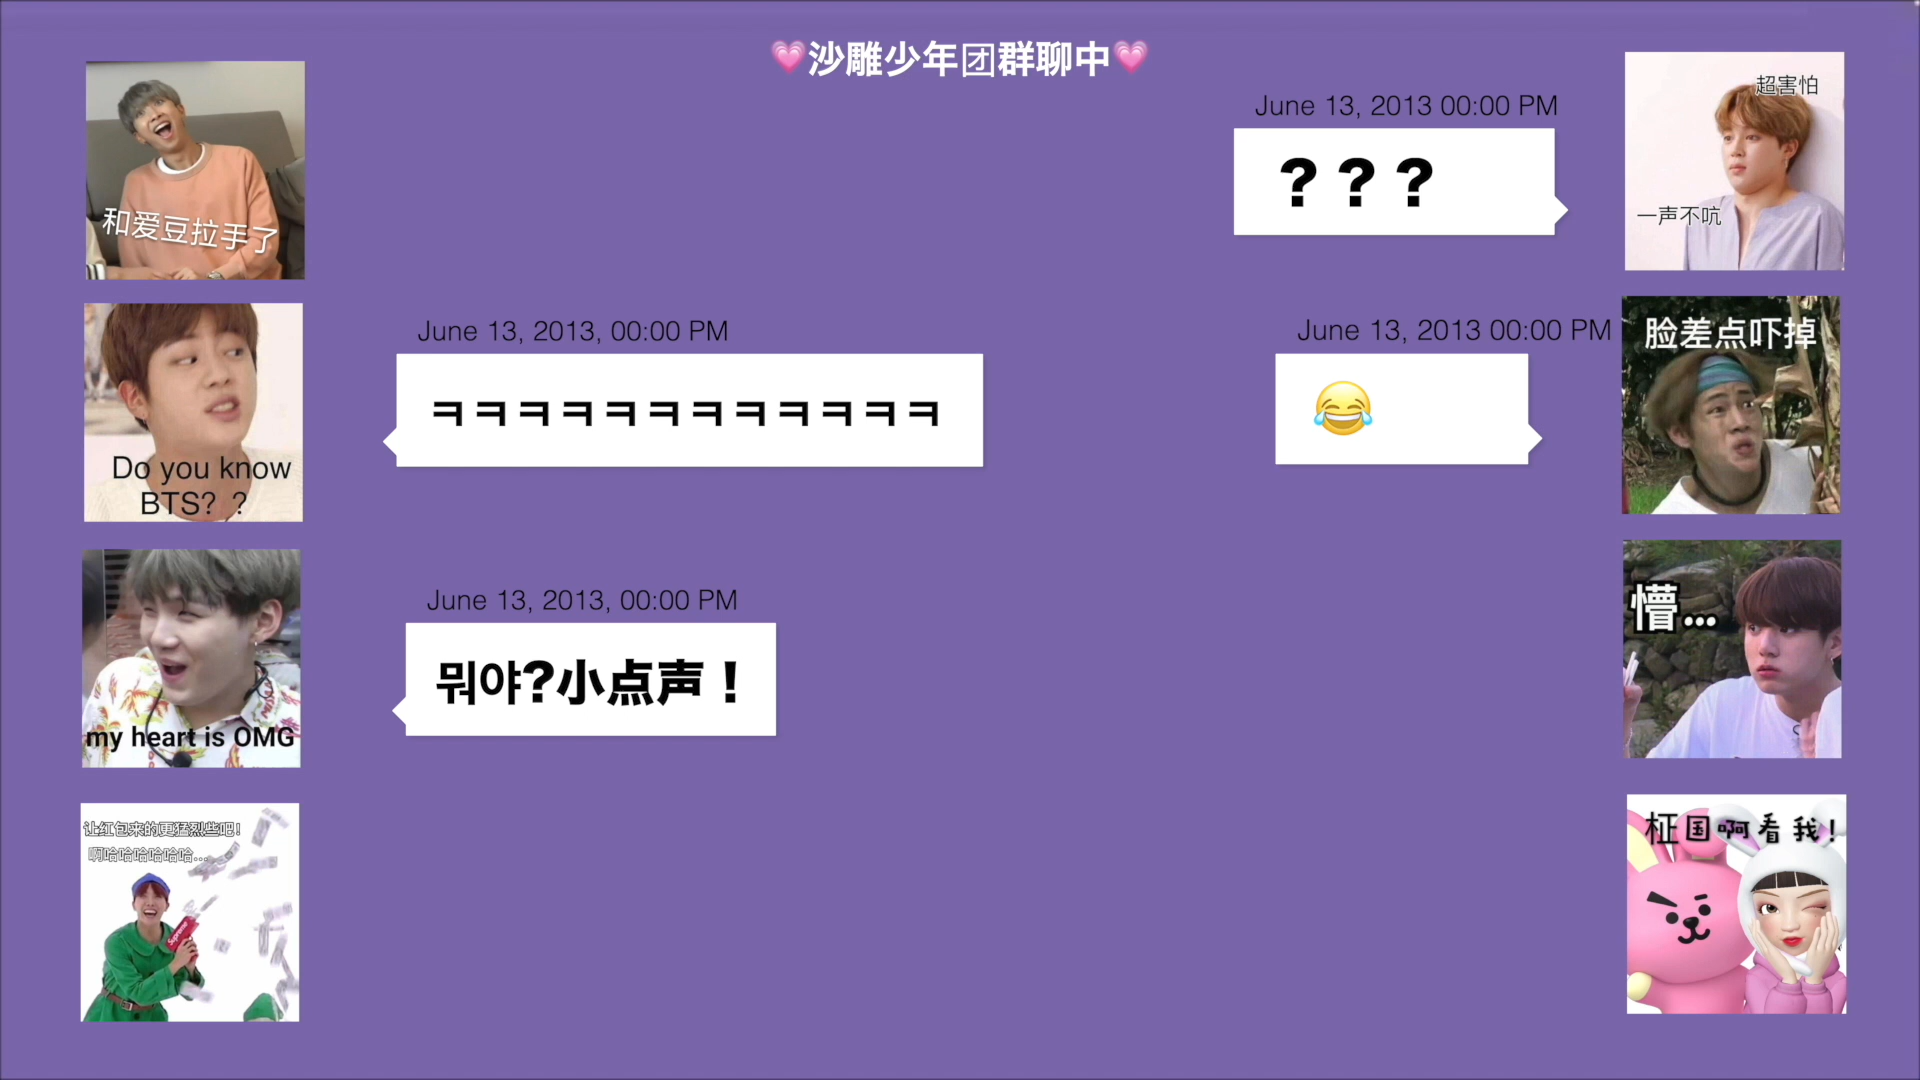 💗沙雕少年团群聊中💗
和爱豆拉手了
June 13, 2013 00:00 PM
？？？
超害怕
一声不吭
Do you know
BTS? ?
June 13, 2013, 00:00 PM
ㅋㅋㅋㅋㅋㅋㅋㅋㅋㅋㅋㅋ
June 13, 2013 00:00 PM
😂
脸差点吓掉
my heart is OMG
June 13, 2013, 00:00 PM
뭐야?小点声！
懵...
让红包来的更猛烈些吧!
啊哈哈哈哈哈哈...
Supreme
柾国啊看我!